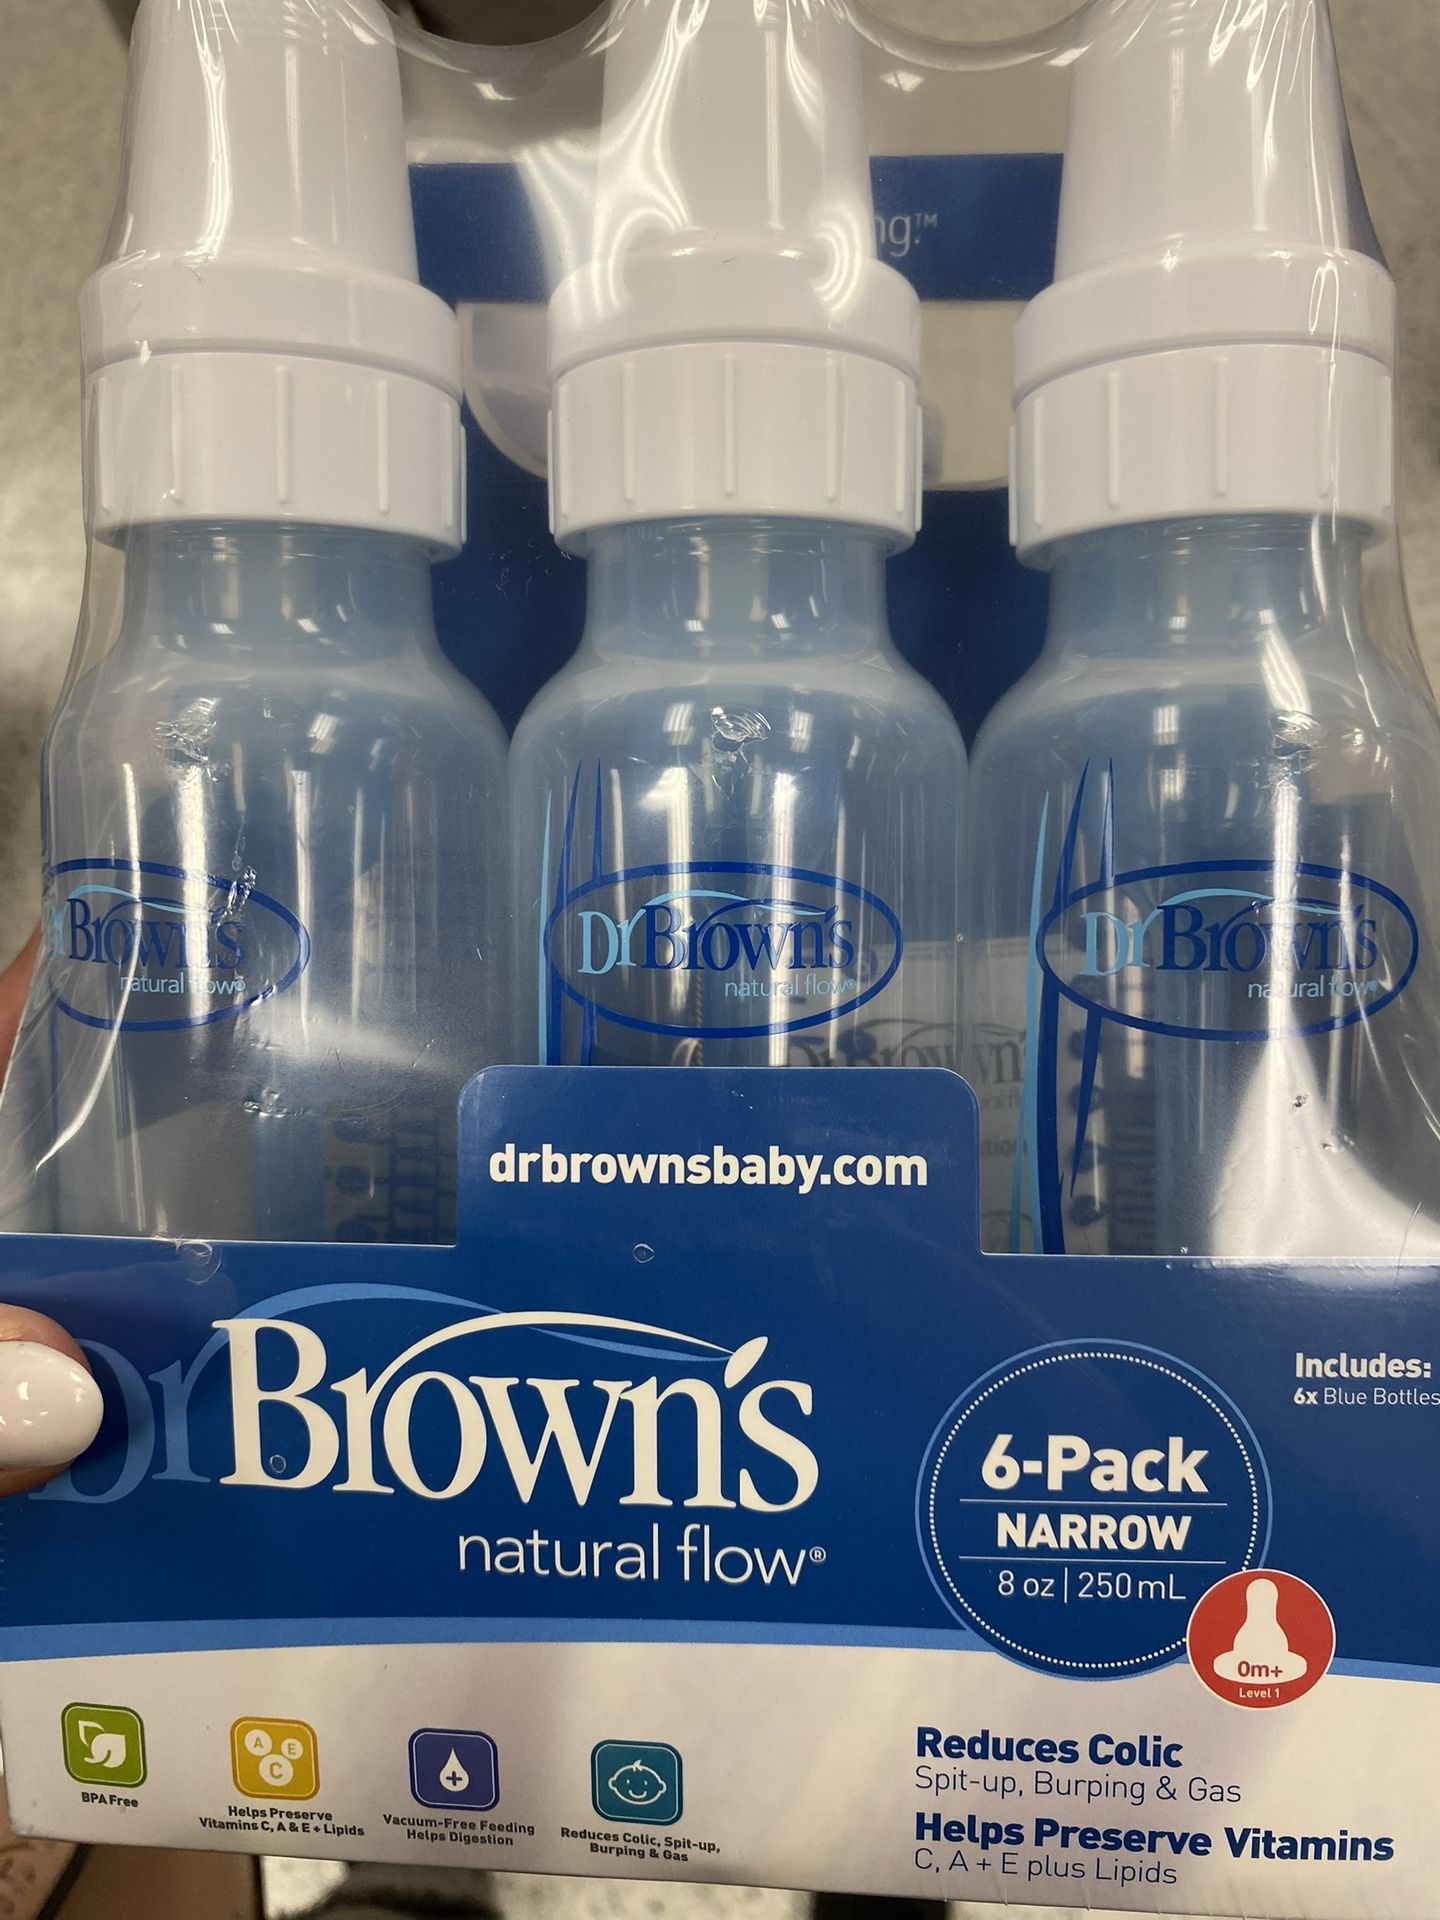 ng.™
DrBrown's
natural flow®
DrBrown's
natural flow®
DrBrown's
natural flow®
drbrownsbaby.com
DrBrown's
natural flow®
Includes:
6x Blue Bottles
6-Pack
NARROW
8 oz | 250 mL
0m+
Level 1
BPA Free
A E
C
Helps Preserve
Vitamins C, A & E + Lipids
Vacuum-Free Feeding
Helps Digestion
Reduces Colic, Spit-up,
Burping & Gas
Reduces Colic
Spit-up, Burping & Gas
Helps Preserve Vitamins
C, A + E plus Lipids